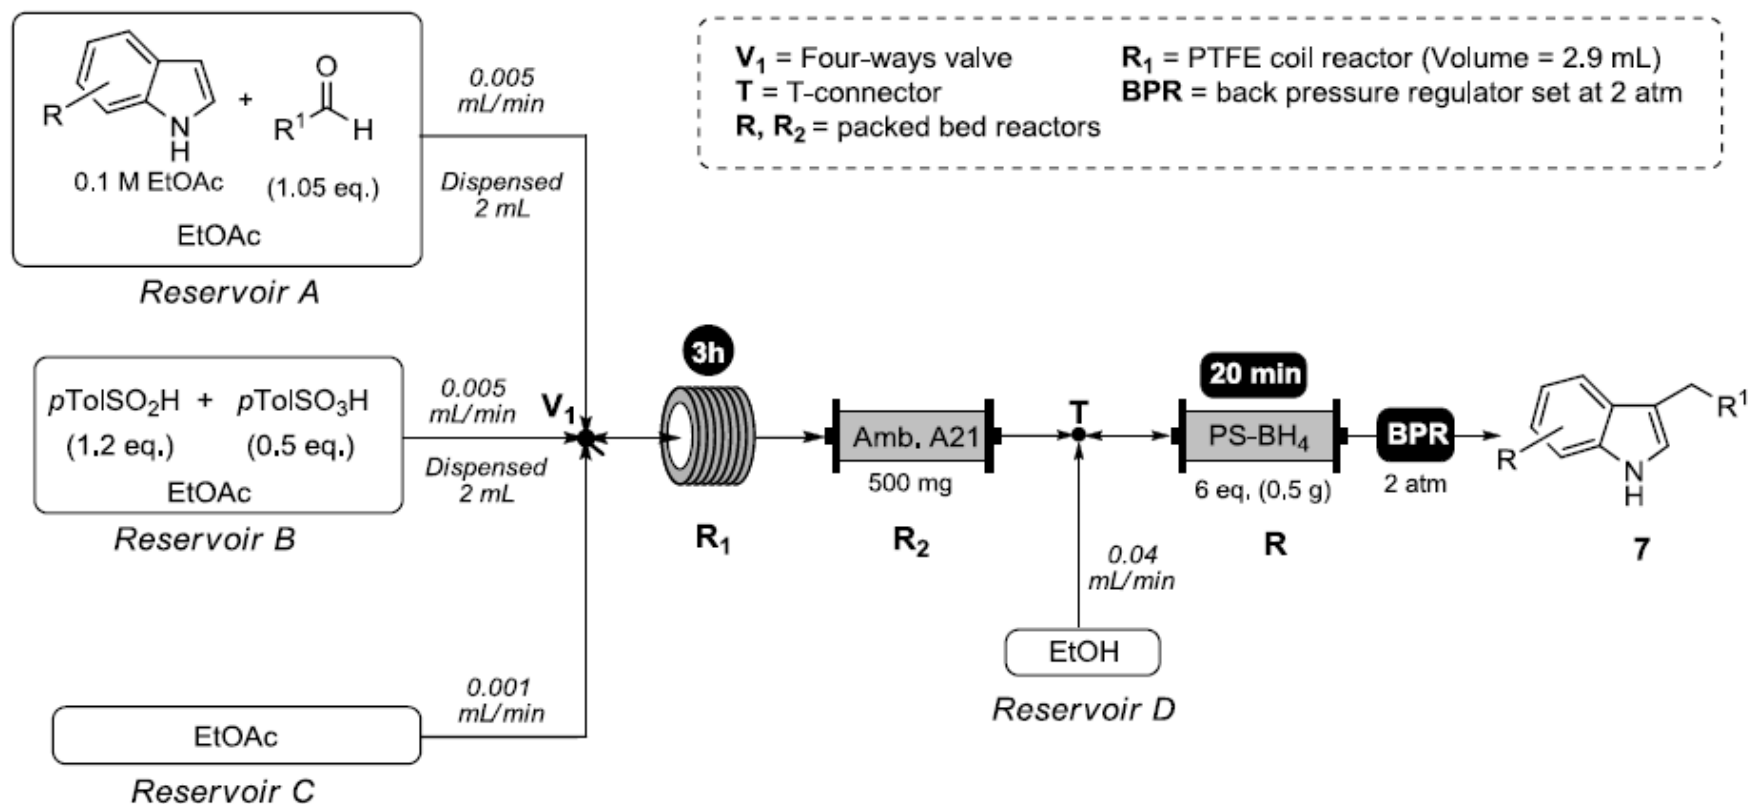 R
N
H
0.1 M EtOAc
+
O
R¹
H
(1.05 eq.)
EtOAc
Reservoir A
0.005
mL/min
Dispensed
2 mL
V₁ = Four-ways valve
T = T-connector
R, R₂ = packed bed reactors
R₁ = PTFE coil reactor (Volume = 2.9 mL)
BPR = back pressure regulator set at 2 atm
pTolSO₂H + pTolSO₃H
(1.2 eq.) (0.5 eq.)
EtOAc
Reservoir B
0.005
mL/min
Dispensed
2 mL
V₁
3h
R₁
Amb. A21
500 mg
R₂
T
20 min
PS-BH₄
6 eq. (0.5 g)
R
BPR
2 atm
R
N
H
R¹
7
0.04
mL/min
EtOH
Reservoir D
0.001
mL/min
EtOAc
Reservoir C